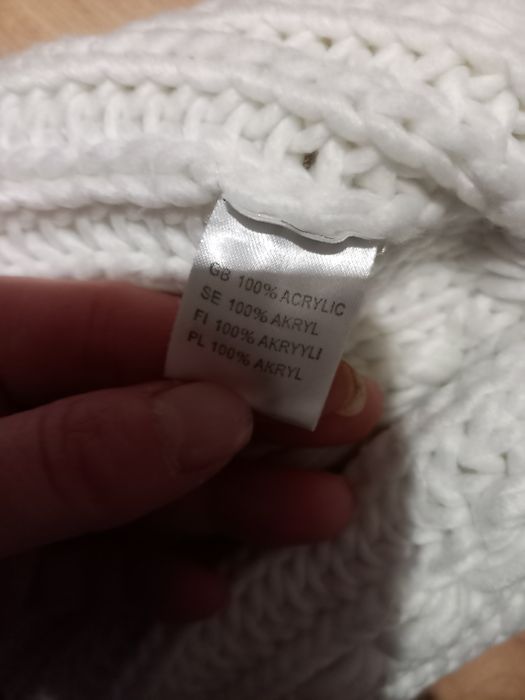 GB 100% ACRYLIC
SE 100% AKRYL
FI 100% AKRYYLI
PL 100% AKRYL